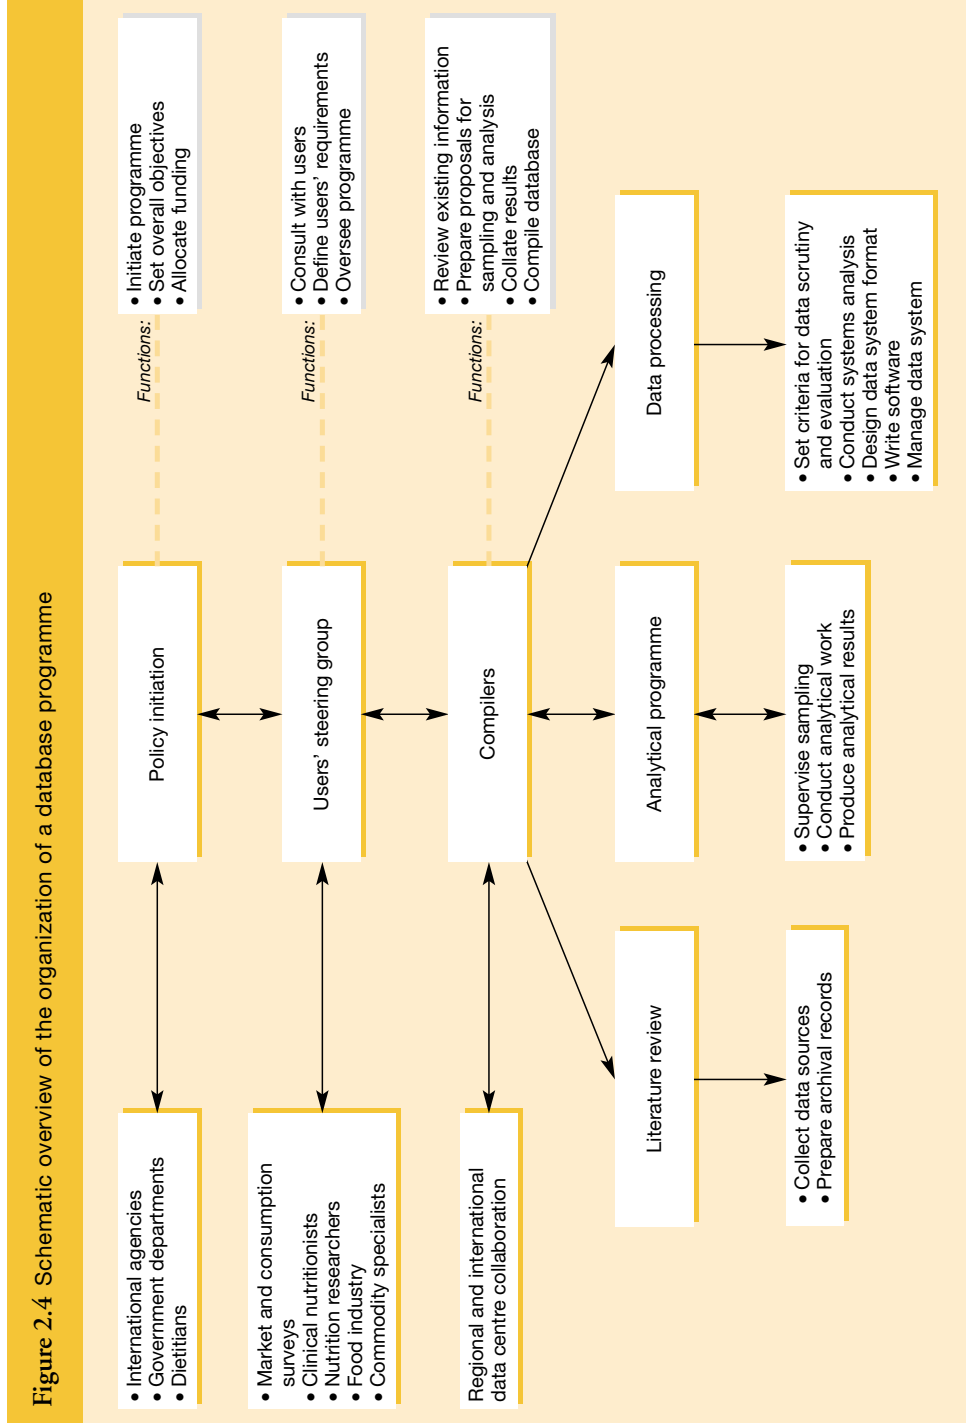 Figure 2.4 Schematic overview of the organization of a database programme
• International agencies
• Government departments
• Dietitians
Policy initiation
Functions:
• Initiate programme
• Set overall objectives
• Allocate funding
• Market and consumption
surveys
• Clinical nutritionists
• Nutrition researchers
• Food industry
• Commodity specialists
Users’ steering group
Functions:
• Consult with users
• Define users’ requirements
• Oversee programme
Regional and international
data centre collaboration
Compilers
Functions:
• Review existing information
• Prepare proposals for
sampling and analysis
• Collate results
• Compile database
Literature review
Analytical programme
Data processing
• Collect data sources
• Prepare archival records
• Supervise sampling
• Conduct analytical work
• Produce analytical results
• Set criteria for data scrutiny
and evaluation
• Conduct systems analysis
• Design data system format
• Write software
• Manage data system